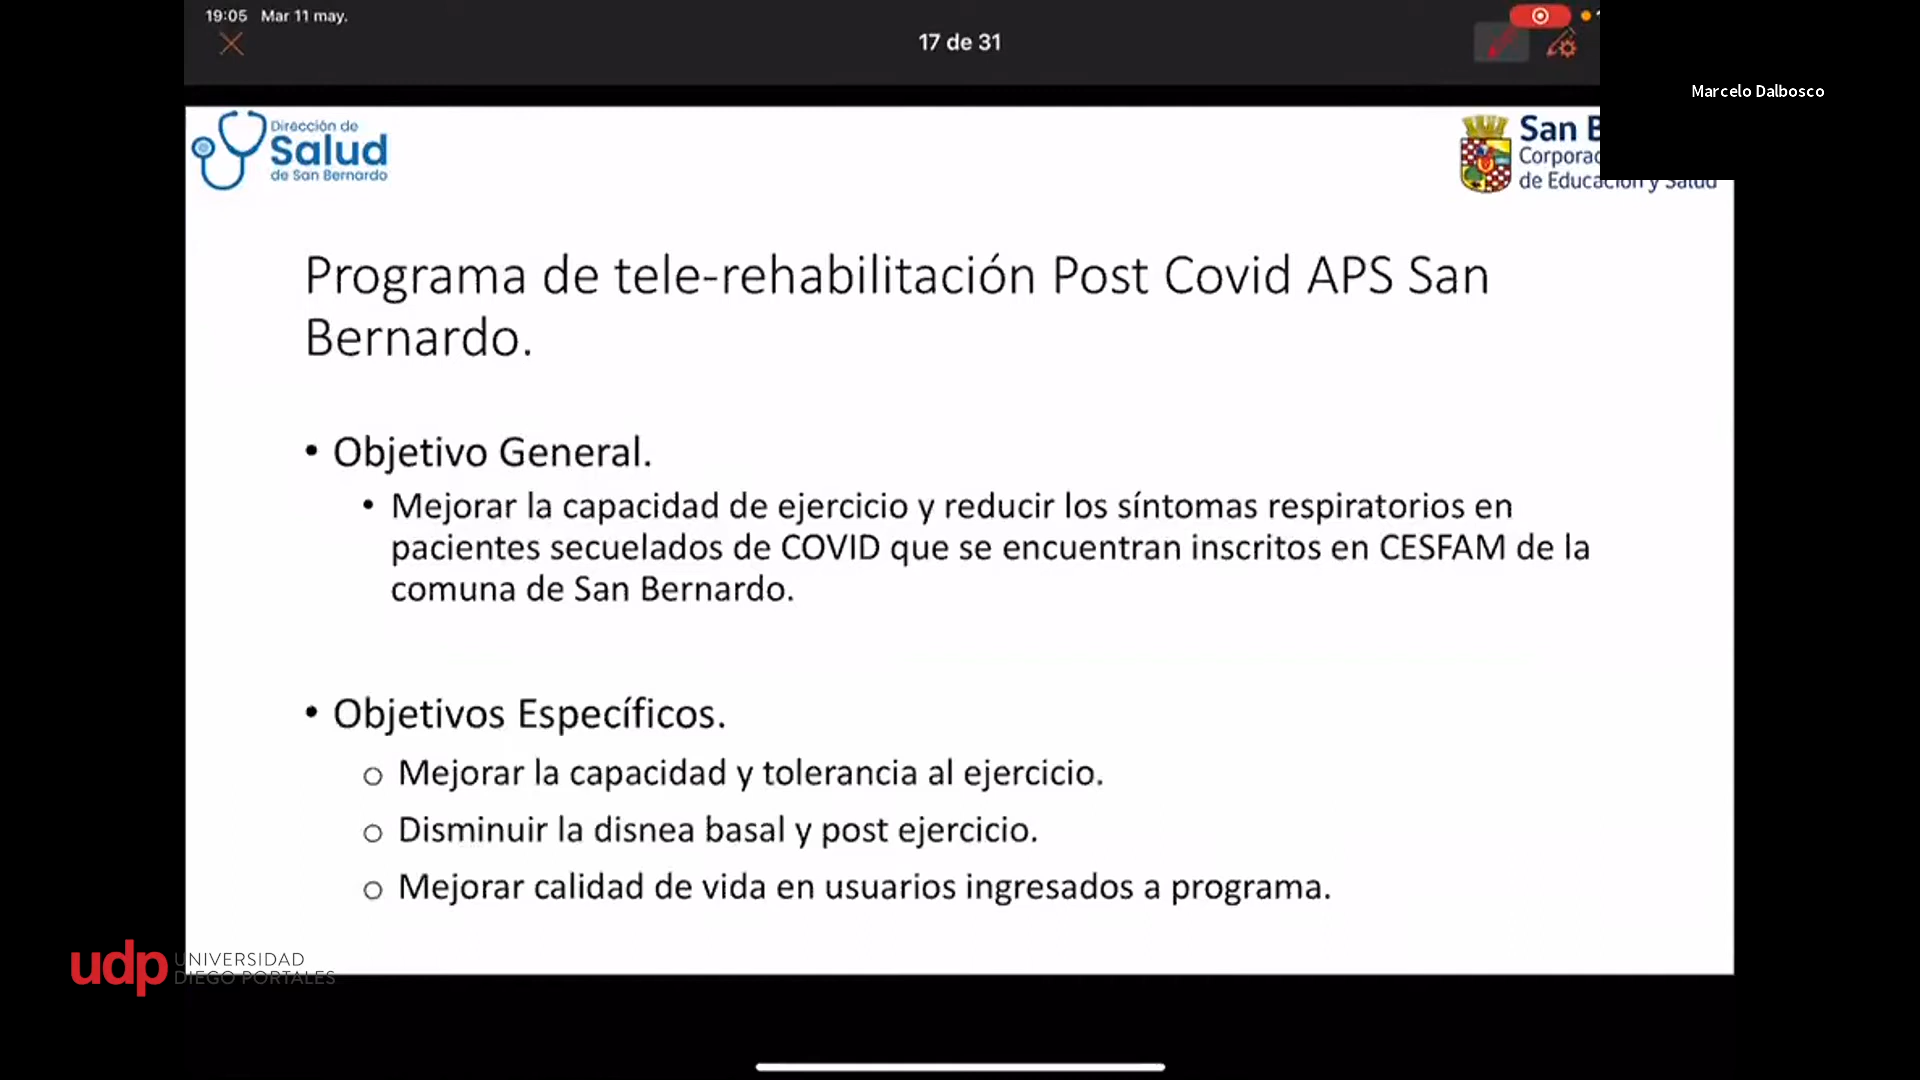 19:05 Mar 11 may.
17 de 31
Marcelo Dalbosco
Dirección de
Salud
de San Bernardo
San
de Educación y Salud
Programa de tele-rehabilitación Post Covid APS San
Bernardo.
• Objetivo General.
• Mejorar la capacidad de ejercicio y reducir los síntomas respiratorios en
pacientes secuelados de COVID que se encuentran inscritos en CESFAM de la
comuna de San Bernardo.
• Objetivos Específicos.
o Mejorar la capacidad y tolerancia al ejercicio.
o Disminuir la disnea basal y post ejercicio.
o Mejorar calidad de vida en usuarios ingresados a programa.
udp UNIVERSIDAD
DIEGO PORTALES